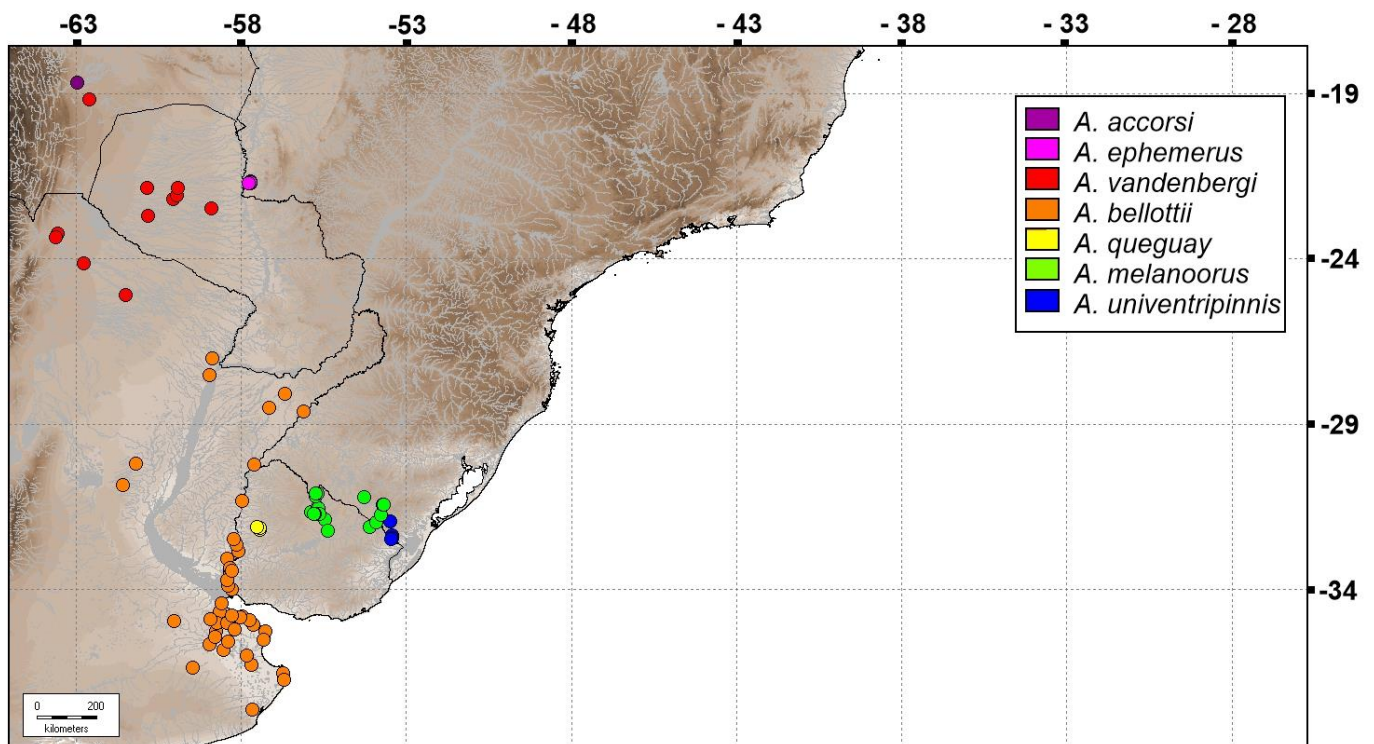 -63 -58 -53 - 48 - 43 - 38 - 33 - 28
-19
A. accorsi
A. ephemerus
A. vandenbergi
A. bellottii
A. queguay
A. melanoorus
A. univentripinnis
-24
-29
-34
0 200
kilometers